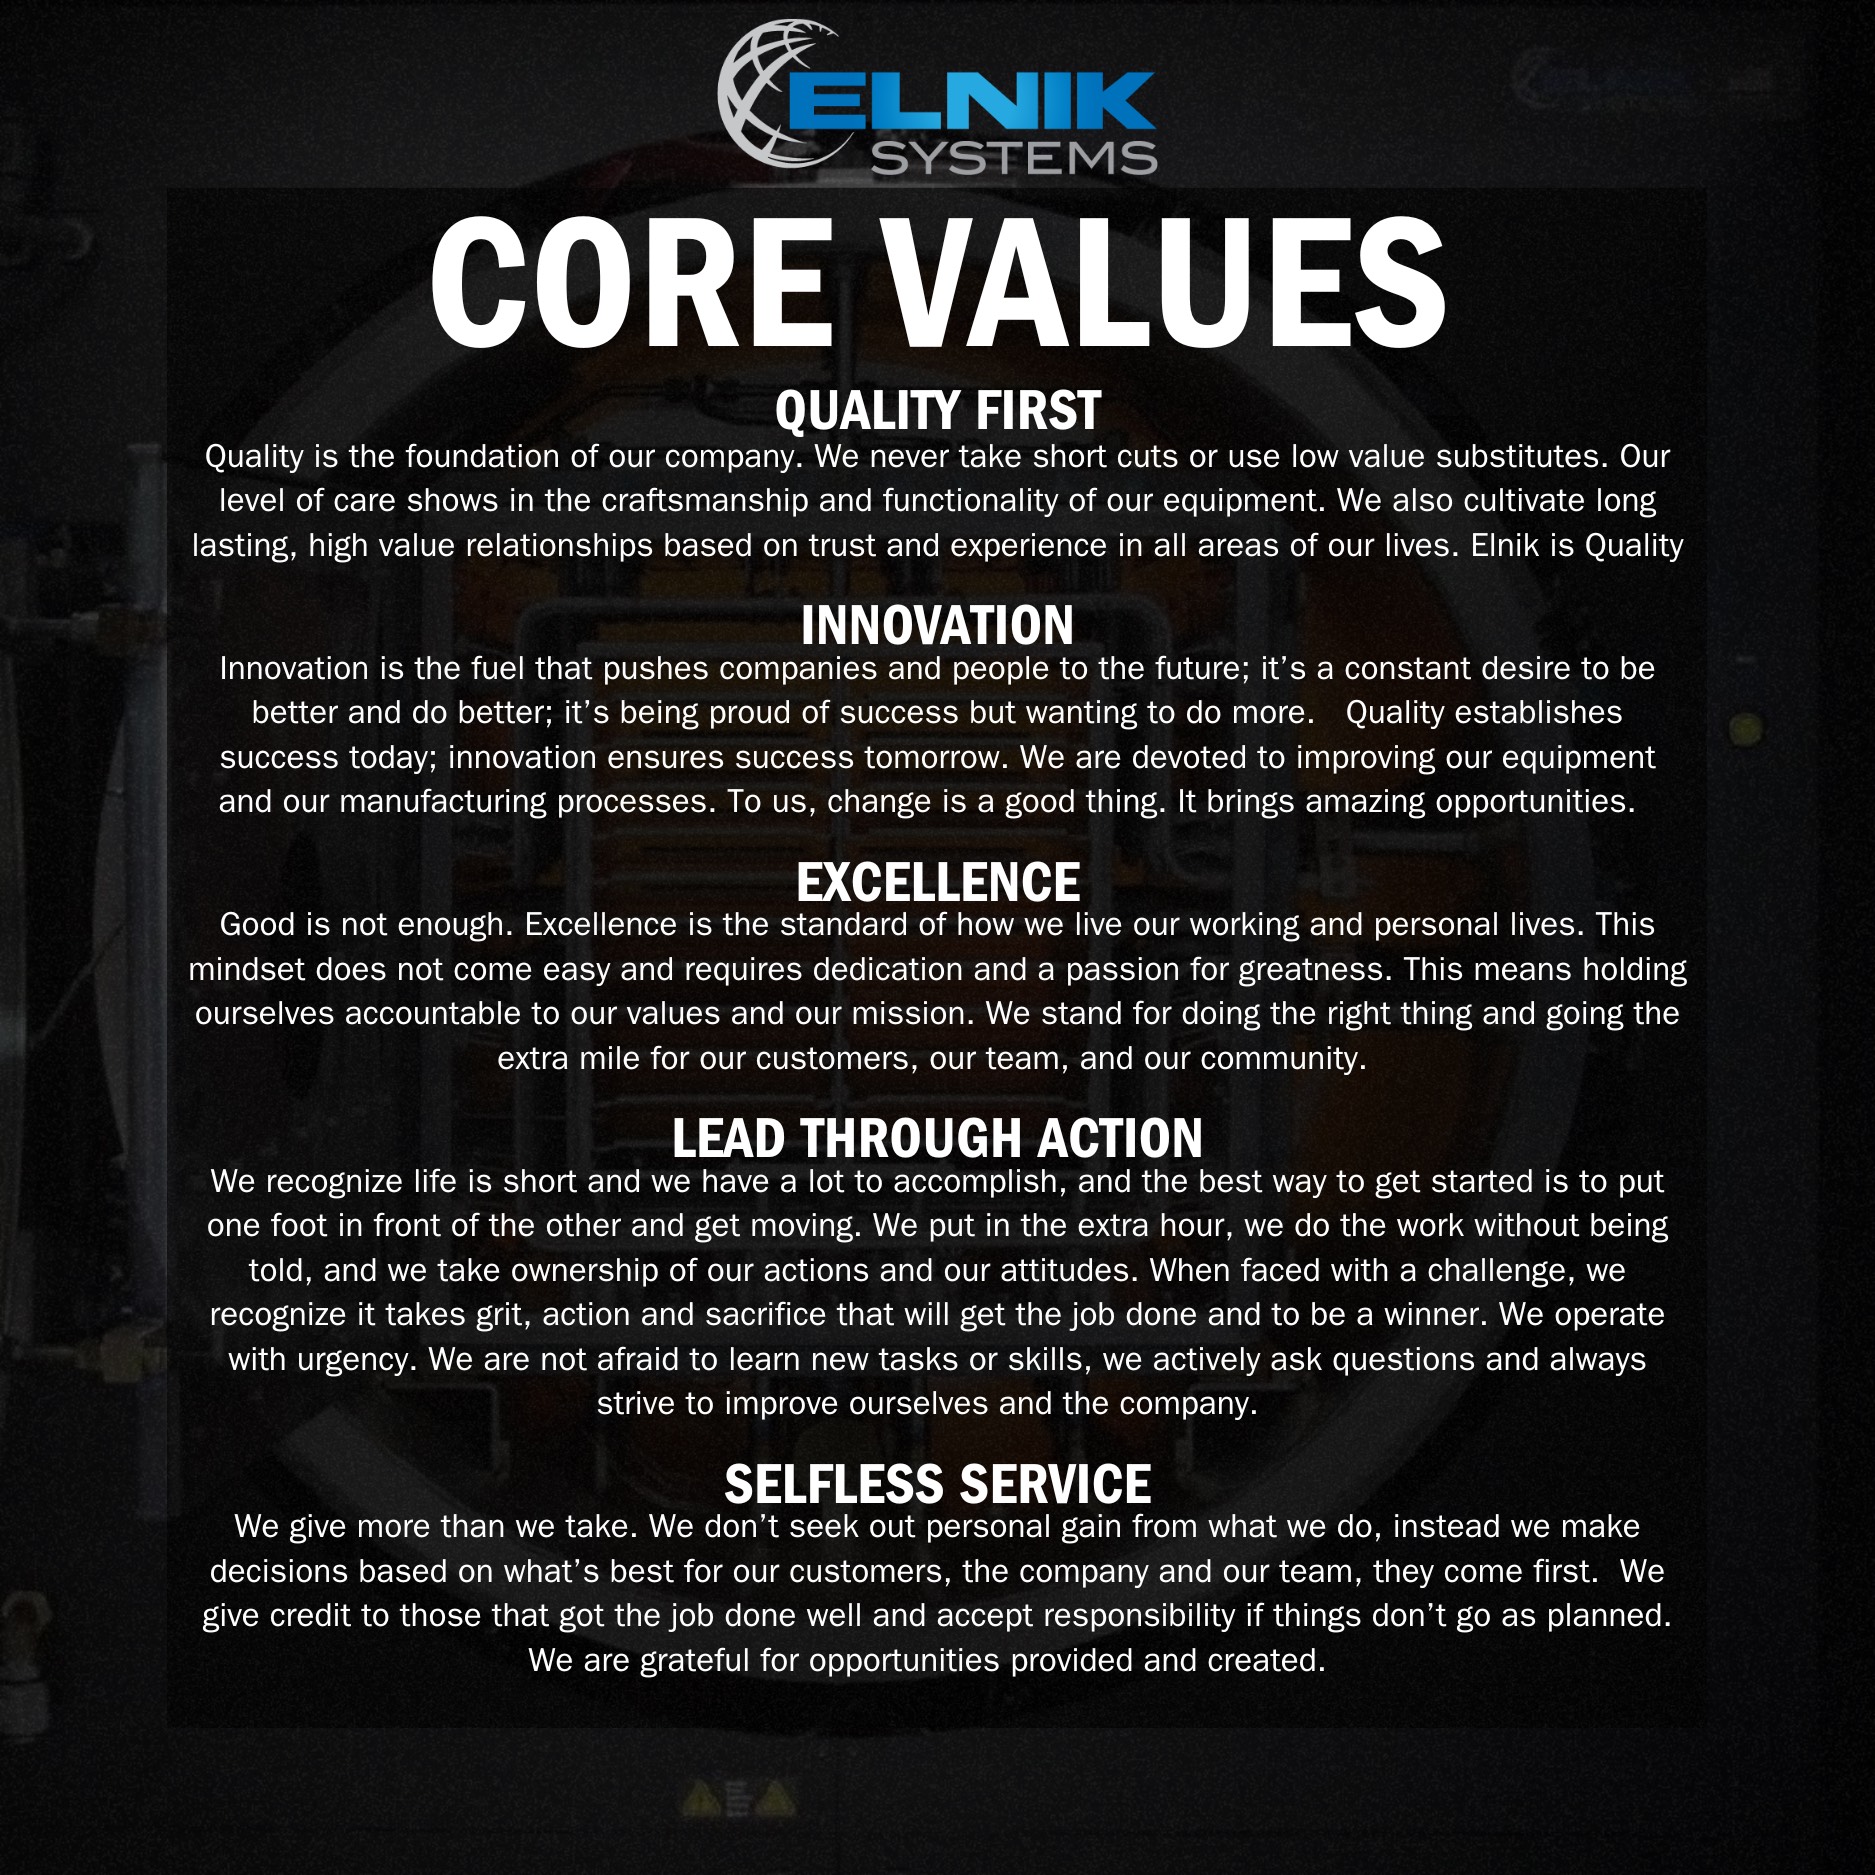 ELNIK
SYSTEMS
CORE VALUES
QUALITY FIRST
Quality is the foundation of our company. We never take short cuts or use low value substitutes. Our
level of care shows in the craftsmanship and functionality of our equipment. We also cultivate long
lasting, high value relationships based on trust and experience in all areas of our lives. Elnik is Quality
INNOVATION
Innovation is the fuel that pushes companies and people to the future; it’s a constant desire to be
better and do better; it’s being proud of success but wanting to do more.   Quality establishes
success today; innovation ensures success tomorrow. We are devoted to improving our equipment
and our manufacturing processes. To us, change is a good thing. It brings amazing opportunities.
EXCELLENCE
Good is not enough. Excellence is the standard of how we live our working and personal lives. This
mindset does not come easy and requires dedication and a passion for greatness. This means holding
ourselves accountable to our values and our mission. We stand for doing the right thing and going the
extra mile for our customers, our team, and our community.
LEAD THROUGH ACTION
We recognize life is short and we have a lot to accomplish, and the best way to get started is to put
one foot in front of the other and get moving. We put in the extra hour, we do the work without being
told, and we take ownership of our actions and our attitudes. When faced with a challenge, we
recognize it takes grit, action and sacrifice that will get the job done and to be a winner. We operate
with urgency. We are not afraid to learn new tasks or skills, we actively ask questions and always
strive to improve ourselves and the company.
SELFLESS SERVICE
We give more than we take. We don’t seek out personal gain from what we do, instead we make
decisions based on what’s best for our customers, the company and our team, they come first.  We
give credit to those that got the job done well and accept responsibility if things don’t go as planned.
We are grateful for opportunities provided and created.